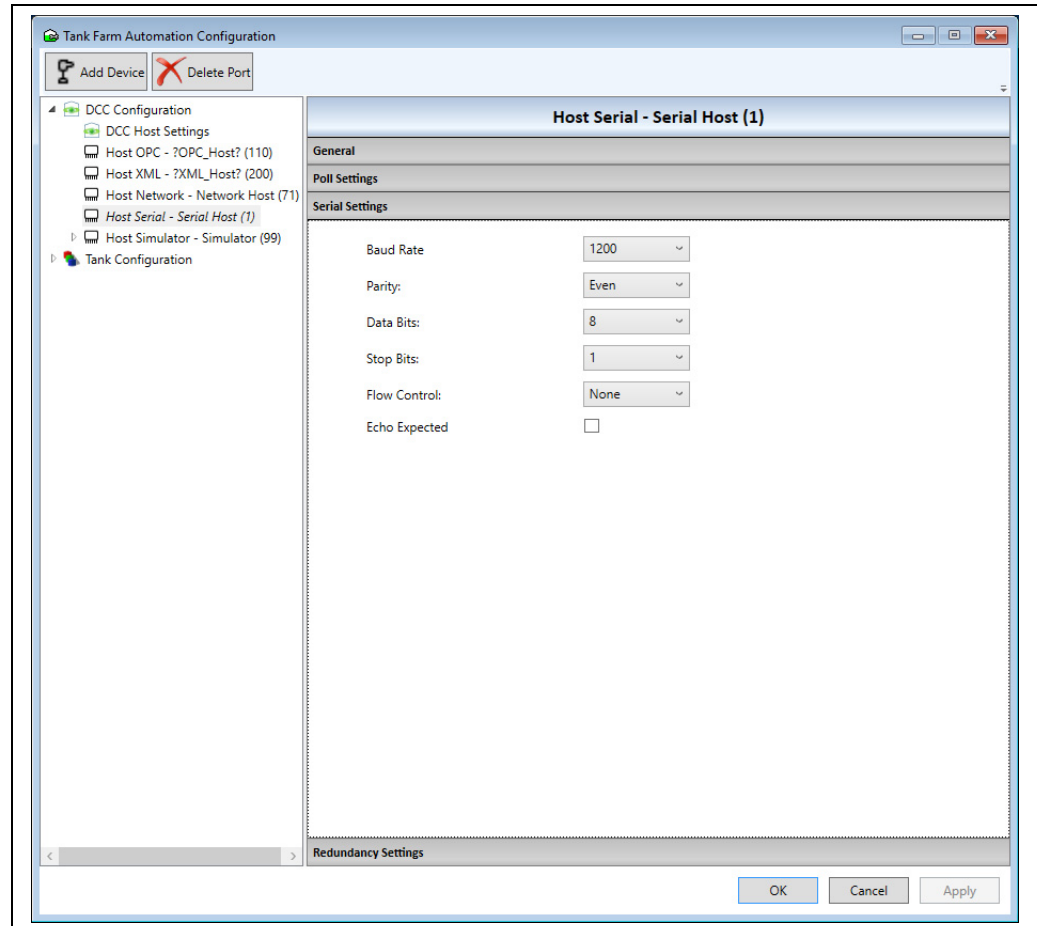 Tank Farm Automation Configuration
Add Device Delete Port
DCC Configuration
DCC Host Settings
Host OPC - ?OPC_Host? (110)
Host XML - ?XML_Host? (200)
Host Network - Network Host (71)
Host Serial - Serial Host (1)
Host Simulator - Simulator (99)
Tank Configuration
Host Serial - Serial Host (1)
General
Poll Settings
Serial Settings
Baud Rate 1200
Parity: Even
Data Bits: 8
Stop Bits: 1
Flow Control: None
Echo Expected
Redundancy Settings
OK Cancel Apply